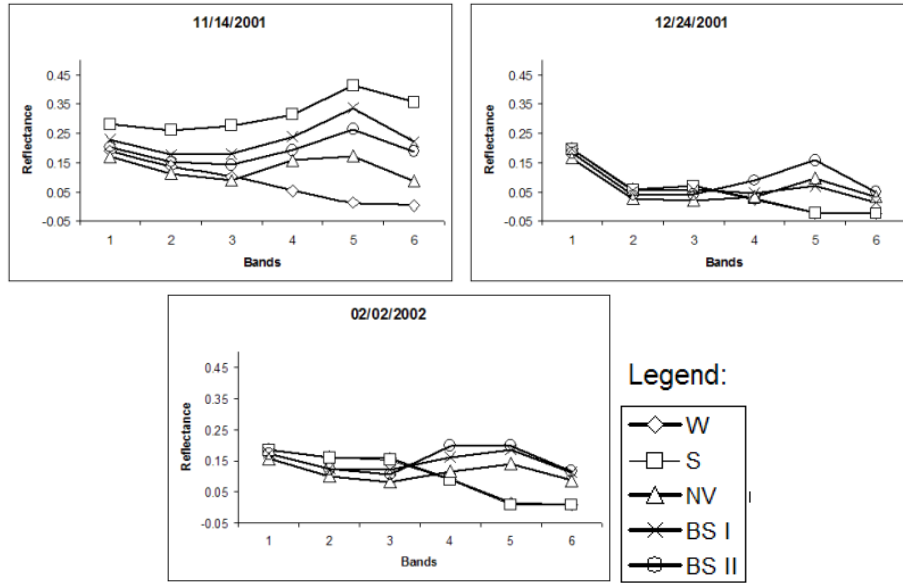 11/14/2001
0.45
0.35
0.25
0.15
0.05
-0.05
Reflectance
1 2 3 4 5 6
Bands
12/24/2001
0.45
0.35
0.25
0.15
0.05
-0.05
Reflectance
1 2 3 4 5 6
Bands
02/02/2002
0.45
0.35
0.25
0.15
0.05
-0.05
Reflectance
1 2 3 4 5 6
Bands
Legend:
W
S
NV
BS I
BS II